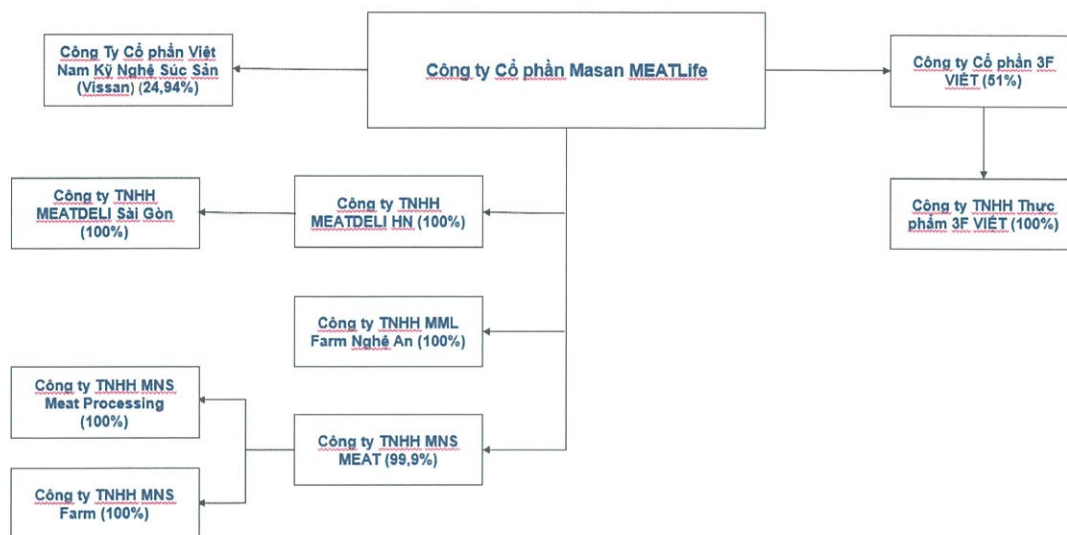 Công Ty Cổ phần Việt
Nam Kỹ Nghệ Súc Sản
(Vissan) (24,94%)
Công ty Cổ phần Masan MEATLife
Công ty Cổ phần 3F
VIỆT (51%)
Công ty TNHH
MEATDELI Sài Gòn
(100%)
Công ty TNHH
MEATDELI HN (100%)
Công ty TNHH Thực
phẩm 3F VIỆT (100%)
Công ty TNHH MML
Farm Nghệ An (100%)
Công ty TNHH MNS
Meat Processing
(100%)
Công ty TNHH MNS
MEAT (99,9%)
Công ty TNHH MNS
Farm (100%)